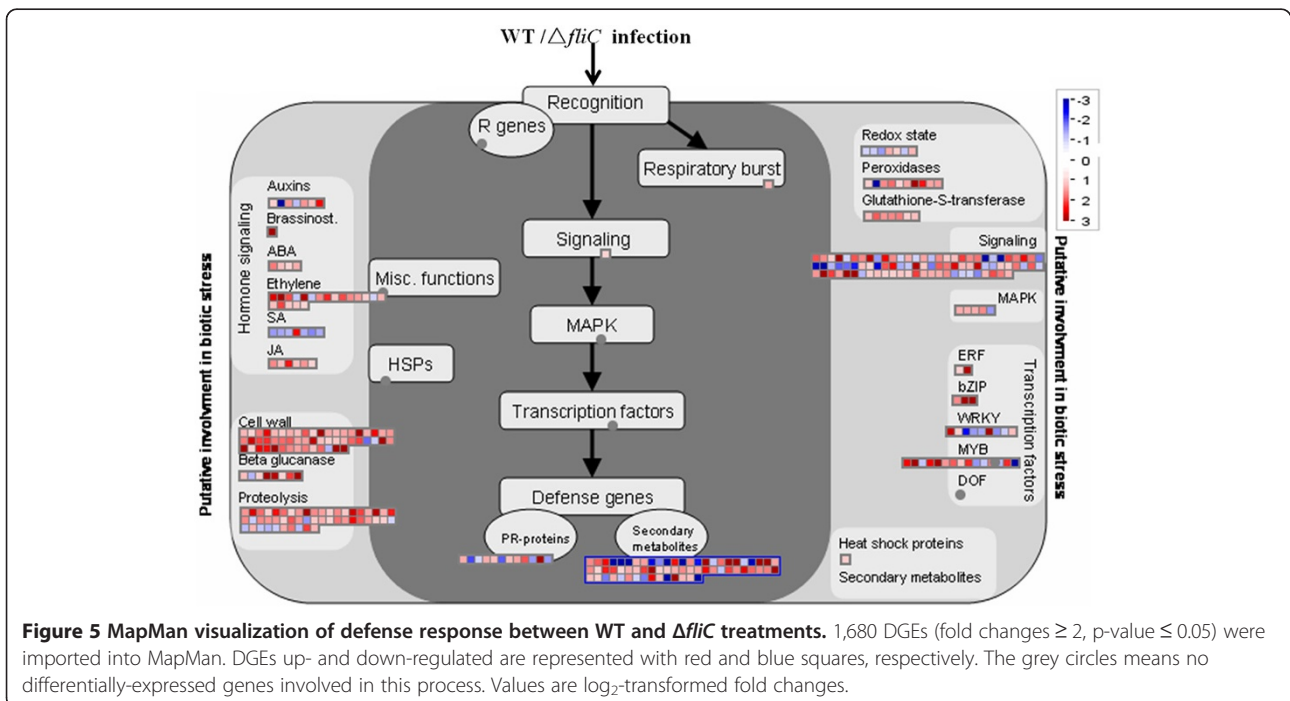 WT /△fliC infection
Recognition
R genes
Respiratory burst
Signaling
Misc. functions
MAPK
HSPs
Transcription factors
Defense genes
PR-proteins
Secondary
metabolites
Putative involvment in biotic stress
Hormone signaling
Auxins
Brassinost.
ABA
Ethylene
SA
JA
Cell wall
Beta glucanase
Proteolysis
Redox state
Peroxidases
Glutathione-S-transferase
Signaling
MAPK
ERF
bZIP
WRKY
MYB
DOF
Transcription factors
Heat shock proteins
Secondary metabolites
Putative involvment in biotic stress
-3
-2
-1
0
1
2
3
Figure 5 MapMan visualization of defense response between WT and ΔfliC treatments. 1,680 DGEs (fold changes ≥ 2, p-value ≤ 0.05) were
imported into MapMan. DGEs up- and down-regulated are represented with red and blue squares, respectively. The grey circles means no
differentially-expressed genes involved in this process. Values are log₂-transformed fold changes.